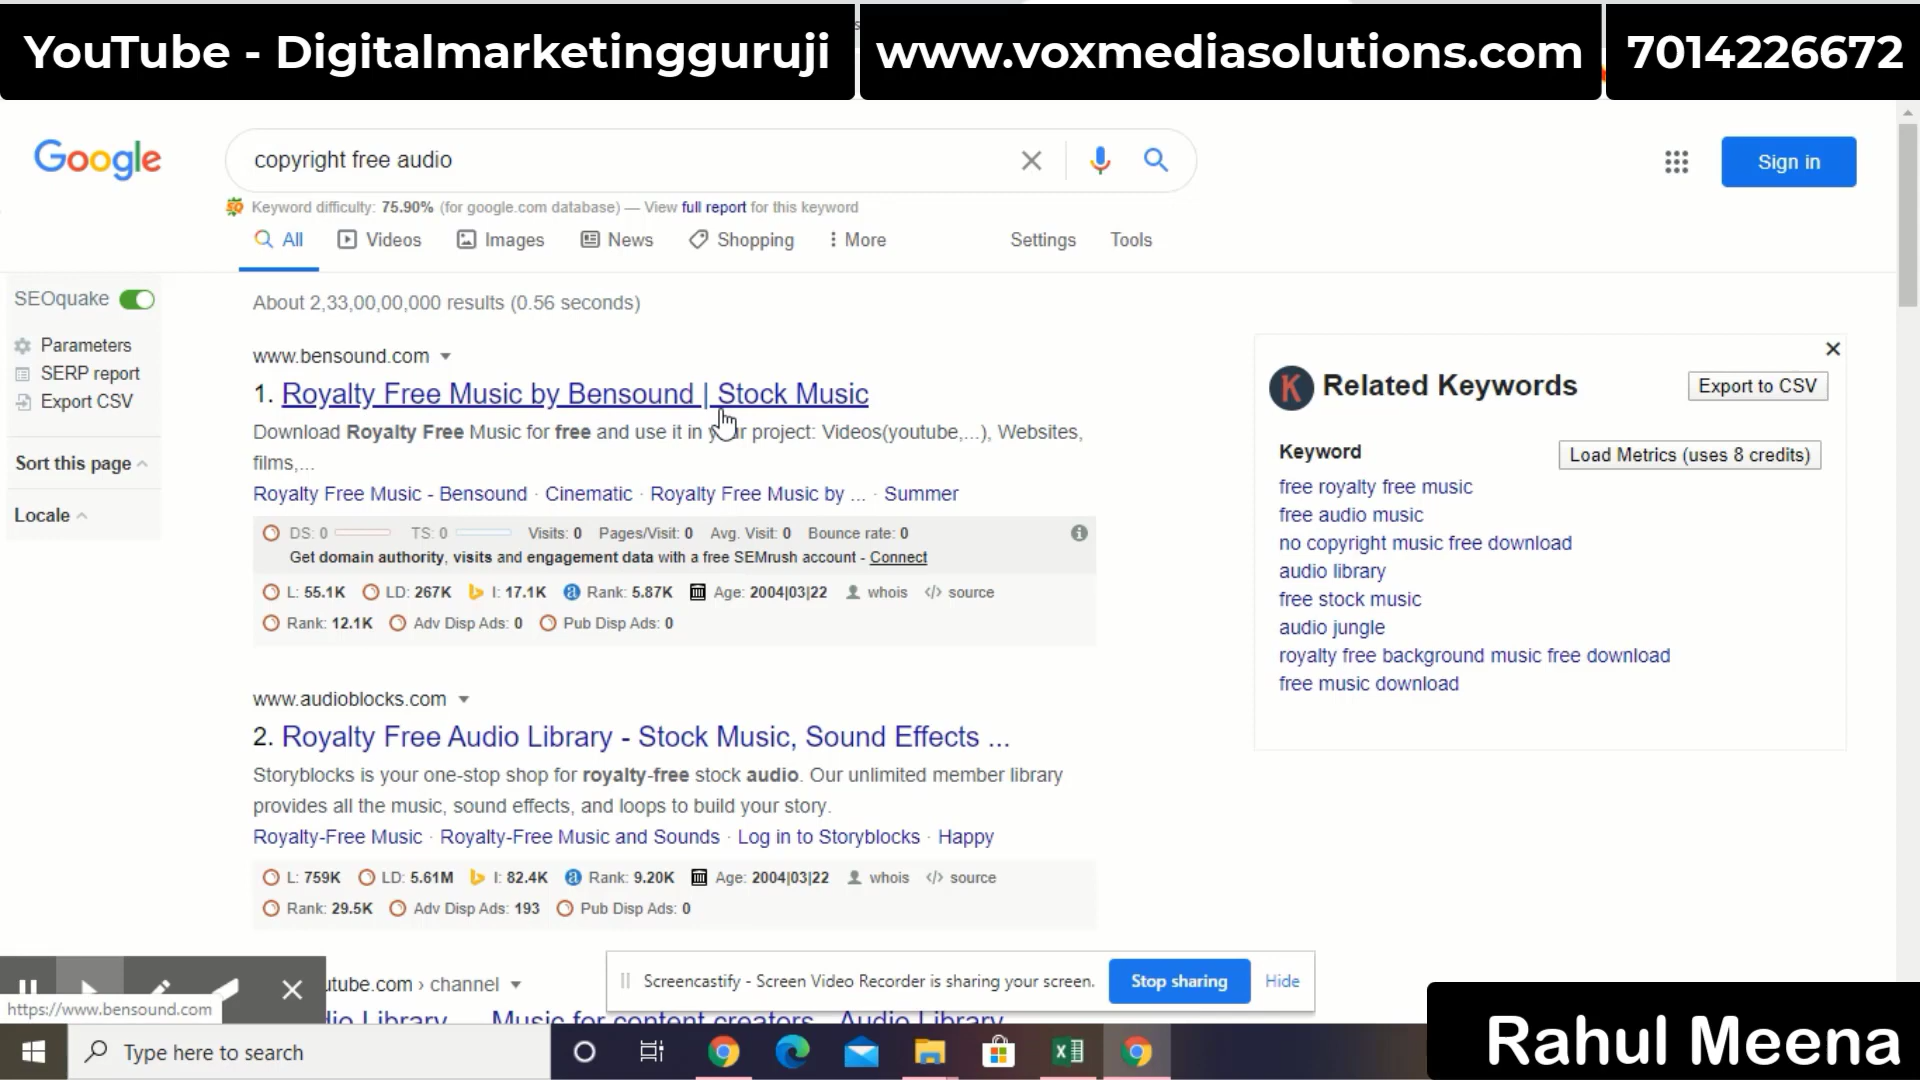 YouTube - Digitalmarketingguruji www.voxmediasolutions.com 7014226672
Google copyright free audio Sign in
Keyword difficulty: 75.90% (for google.com database) — View full report for this keyword
All Videos Images News Shopping More Settings Tools
SEOquake
Parameters
SERP report
Export CSV
Sort this page
Locale
About 2,33,00,00,000 results (0.56 seconds)
www.bensound.com
1. Royalty Free Music by Bensound | Stock Music
Download Royalty Free Music for free and use it in your project: Videos(youtube,...), Websites,
films,...
Royalty Free Music - Bensound · Cinematic · Royalty Free Music by ... · Summer
DS: 0 TS: 0 Visits: 0 Pages/Visit: 0 Avg. Visit: 0 Bounce rate: 0
Get domain authority, visits and engagement data with a free SEMrush account - Connect
L: 55.1K LD: 267K I: 17.1K Rank: 5.87K Age: 2004|03|22 whois source
Rank: 12.1K Adv Disp Ads: 0 Pub Disp Ads: 0
www.audioblocks.com
2. Royalty Free Audio Library - Stock Music, Sound Effects ...
Storyblocks is your one-stop shop for royalty-free stock audio. Our unlimited member library
provides all the music, sound effects, and loops to build your story.
Royalty-Free Music · Royalty-Free Music and Sounds · Log in to Storyblocks · Happy
L: 759K LD: 5.61M I: 82.4K Rank: 9.20K Age: 2004|03|22 whois source
Rank: 29.5K Adv Disp Ads: 193 Pub Disp Ads: 0
utube.com › channel
dio Library Music for content creators Audio Library
Related Keywords Export to CSV
Keyword Load Metrics (uses 8 credits)
free royalty free music
free audio music
no copyright music free download
audio library
free stock music
audio jungle
royalty free background music free download
free music download
Screencastify - Screen Video Recorder is sharing your screen. Stop sharing Hide
https://www.bensound.com
Type here to search
Rahul Meena